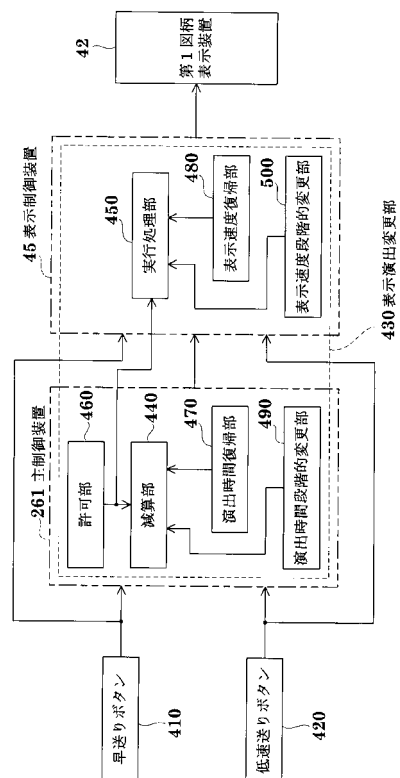 早送りボタン
410
低速送りボタン
420
261 主制御装置
許可部
460
減算部
440
演出時間復帰部
470
演出時間段階的変更部
490
45 表示制御装置
実行処理部
450
表示速度復帰部
480
表示速度段階的変更部
500
430 表示演出変更部
第1図柄
表示装置
42